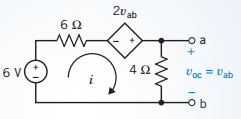 2v_ab
6 Ω
- +
a
+
6 V
+
-
i
4 Ω
v_oc = v_ab
-
b